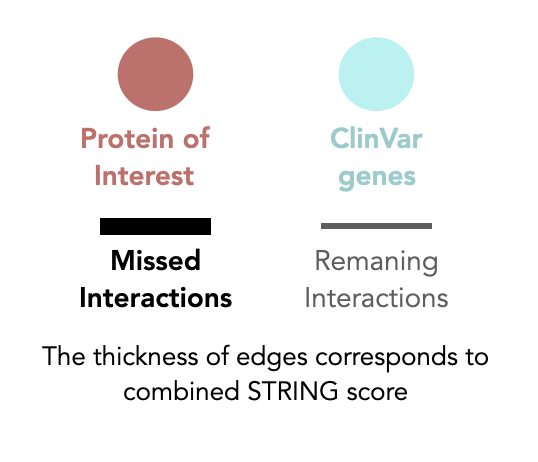 Protein of
Interest
ClinVar
genes
Missed
Interactions
Remaning
Interactions
The thickness of edges corresponds to
combined STRING score